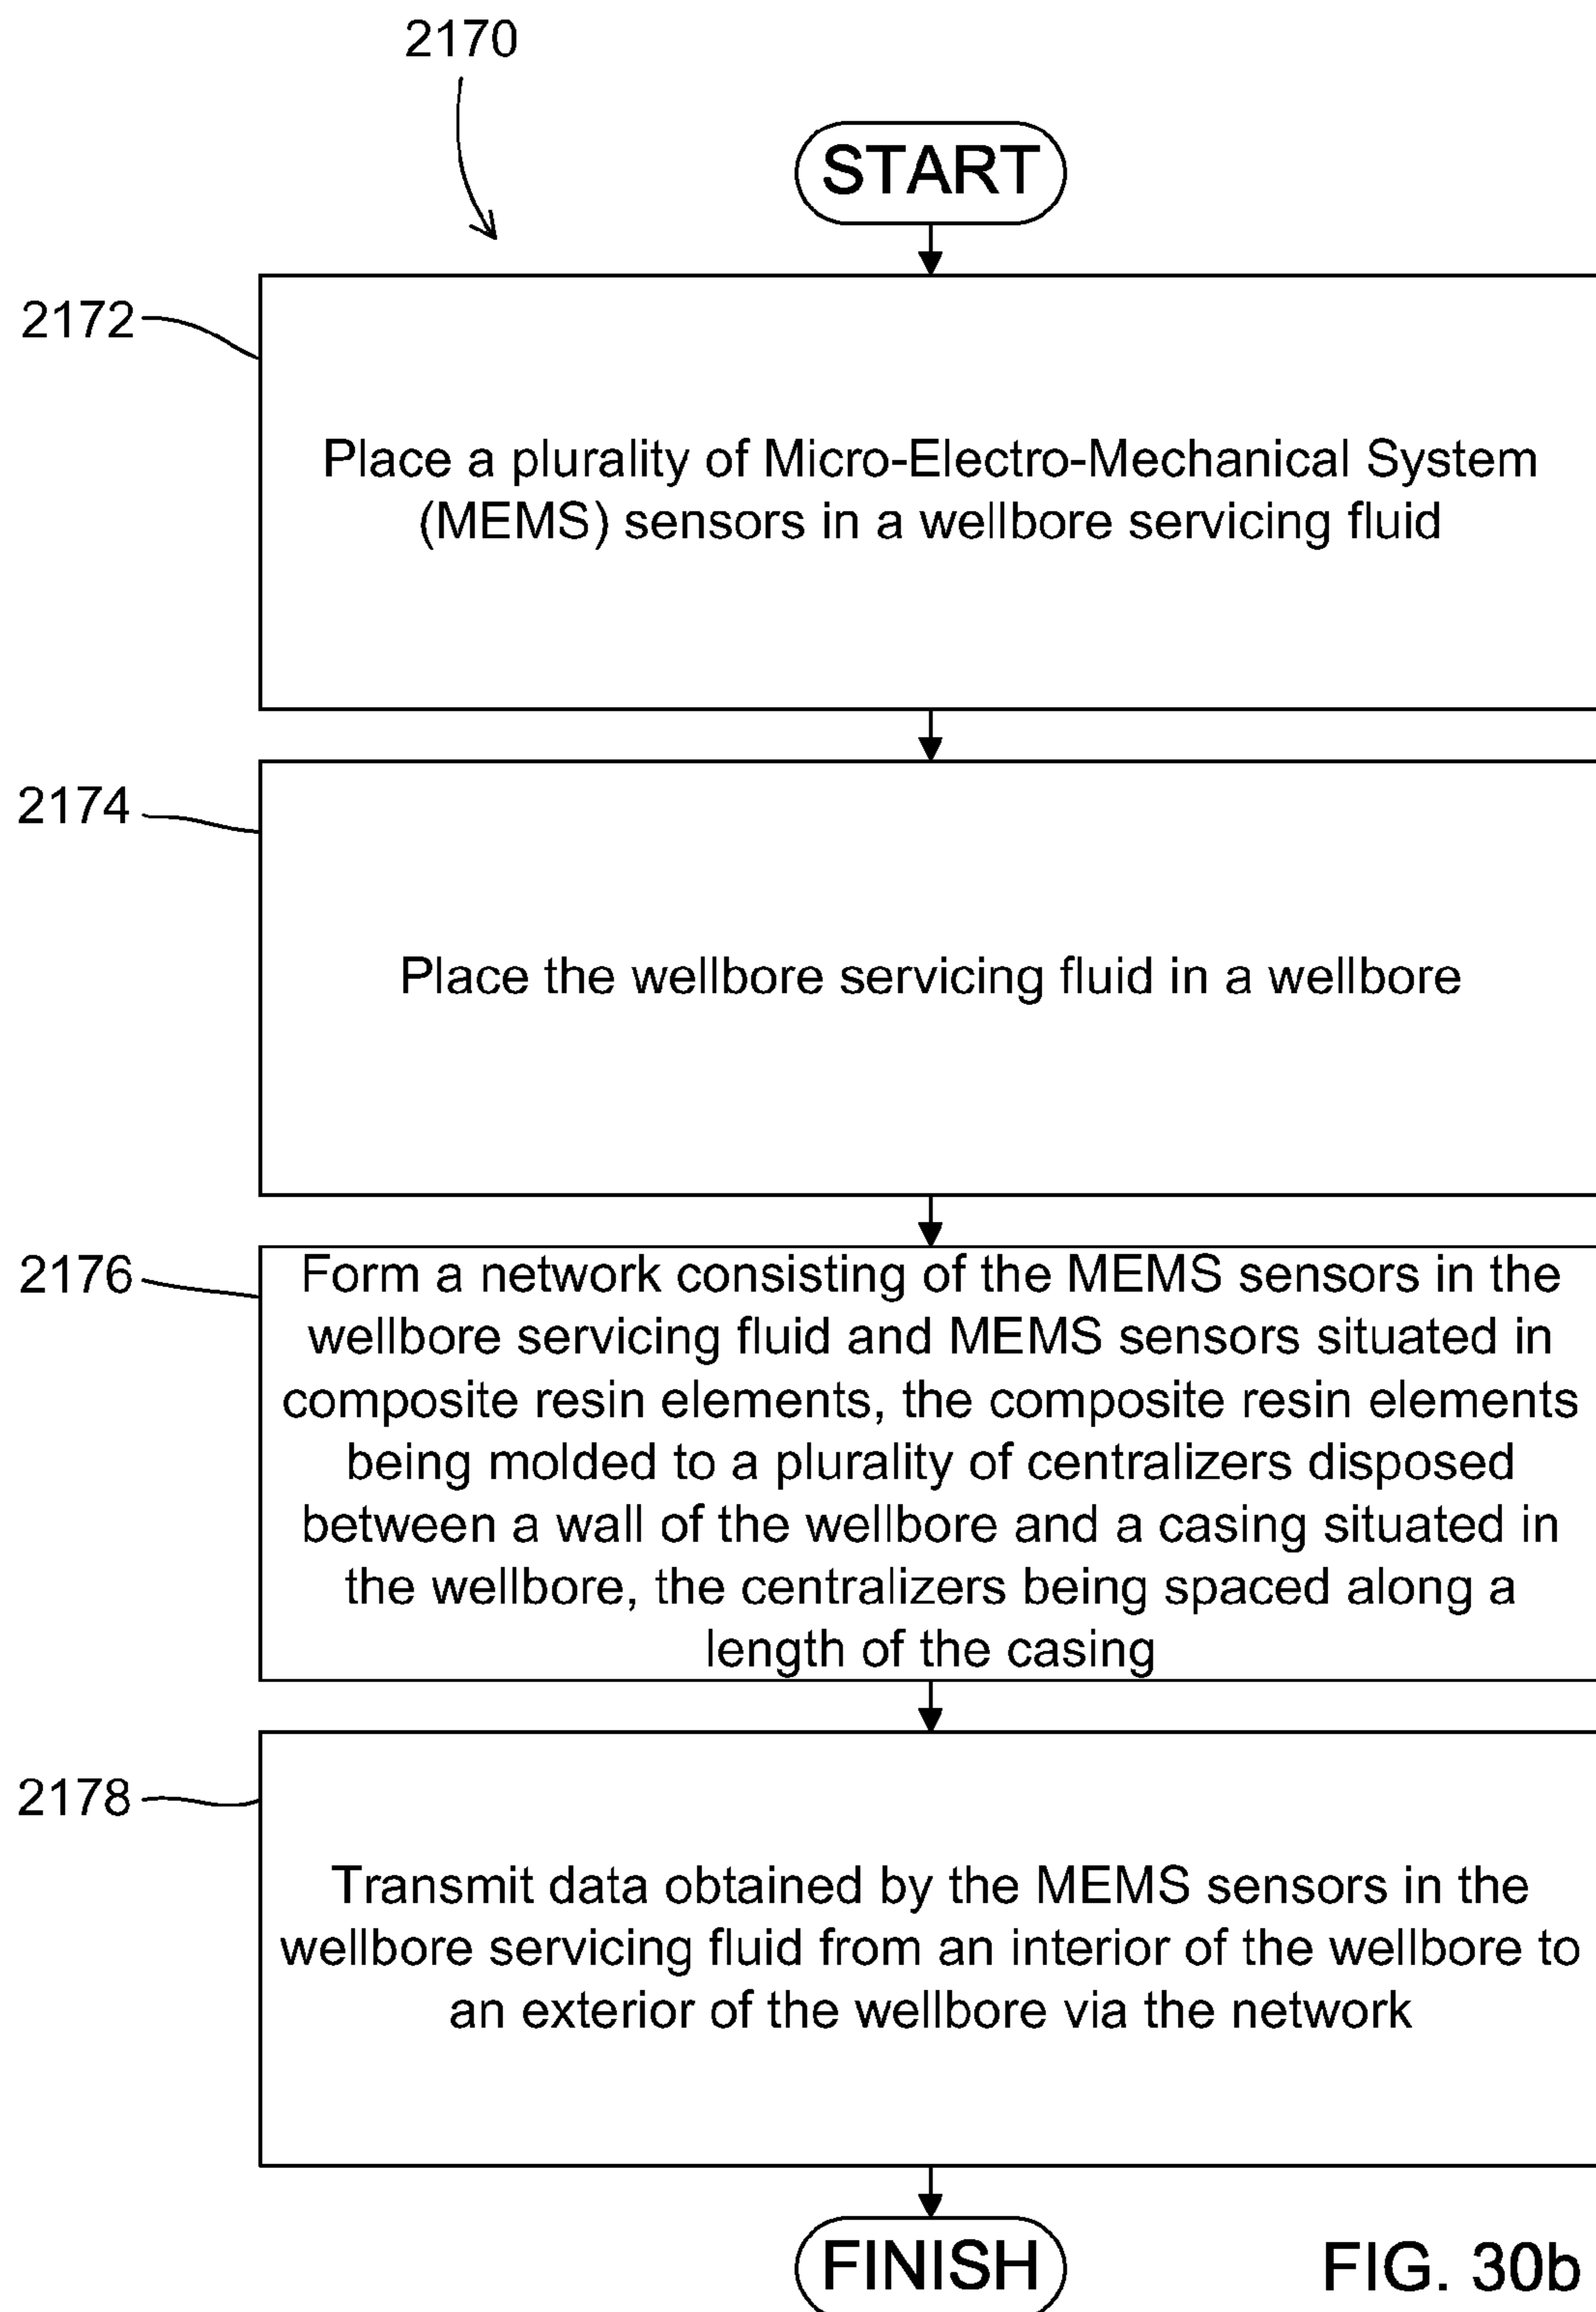 2170
START
2172
Place a plurality of Micro-Electro-Mechanical System
(MEMS) sensors in a wellbore servicing fluid
2174
Place the wellbore servicing fluid in a wellbore
2176
Form a network consisting of the MEMS sensors in the
wellbore servicing fluid and MEMS sensors situated in
composite resin elements, the composite resin elements
being molded to a plurality of centralizers disposed
between a wall of the wellbore and a casing situated in
the wellbore, the centralizers being spaced along a
length of the casing
2178
Transmit data obtained by the MEMS sensors in the
wellbore servicing fluid from an interior of the wellbore to
an exterior of the wellbore via the network
FINISH
FIG. 30b